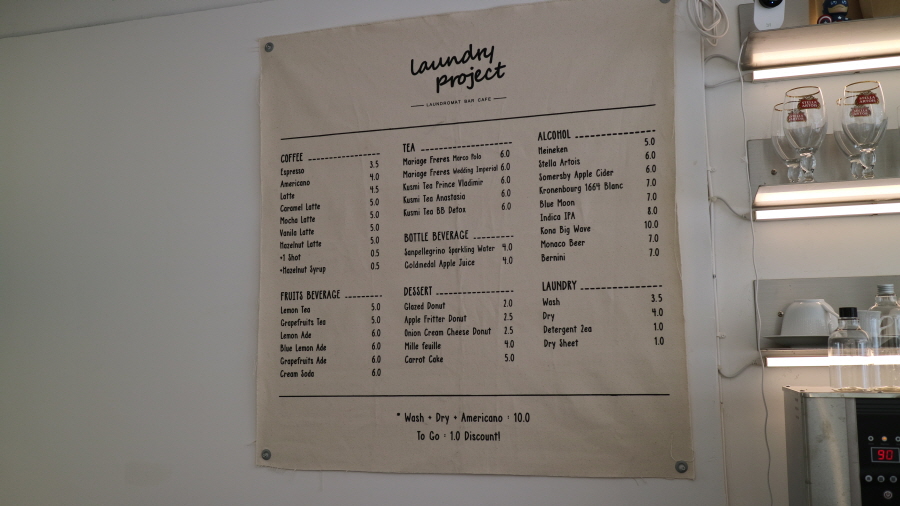 laundry
project
LAUNDROMAT BAR CAFE
COFFEE
Espresso 3.5
Americano 4.0
Latte 4.5
Caramel Latte 5.0
Mocha Latte 5.0
Vanila Latte 5.0
Hazelnut Latte 5.0
+1 Shot 0.5
+Hazelnut Syrup 0.5
FRUITS BEVERAGE
Lemon Tea 5.0
Grapefruits Tea 5.0
Lemon Ade 6.0
Blue Lemon Ade 6.0
Grapefruits Ade 6.0
Cream Soda 6.0
TEA
Mariage Freres Marco Polo 6.0
Mariage Freres Wedding Imperial 6.0
Kusmi Tea Prince Vladimir 6.0
Kusmi Tea Anastasia 6.0
Kusmi Tea BB Detox 6.0
BOTTLE BEVERAGE
Sanpellegrino Sparkling Water 4.0
Goldmedal Apple Juice 4.0
DESSERT
Glazed Donut 2.0
Apple Fritter Donut 2.5
Onion Cream Cheese Donut 2.5
Mille feuille 4.0
Carrot Cake 5.0
ALCOHOL
Heineken 5.0
Stella Artois 6.0
Somersby Apple Cider 6.0
Kronenbourg 1664 Blanc 7.0
Blue Moon 7.0
Indica IPA 8.0
Kona Big Wave 10.0
Monaco Beer 7.0
Bernini 7.0
LAUNDRY
Wash 3.5
Dry 4.0
Detergent 2ea 1.0
Dry Sheet 1.0
* Wash + Dry + Americano : 10.0
To Go : 1.0 Discount!
STELLA ARTOIS
STELLA ARTOIS
90